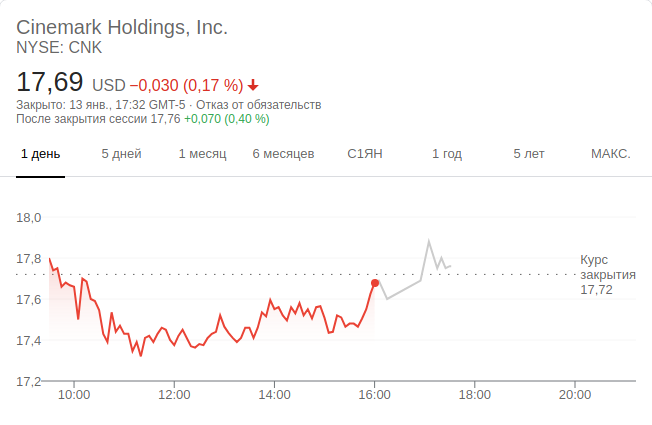 Cinemark Holdings, Inc.
NYSE: CNK
17,69 USD −0,030 (0,17 %)
Закрыто: 13 янв., 17:32 GMT-5 · Отказ от обязательств
После закрытия сессии 17,76 +0,070 (0,40 %)
1 день 5 дней 1 месяц 6 месяцев С1ЯН 1 год 5 лет МАКС.
18,0
17,8
17,6
17,4
17,2
Курс
закрытия
17,72
10:00 12:00 14:00 16:00 18:00 20:00